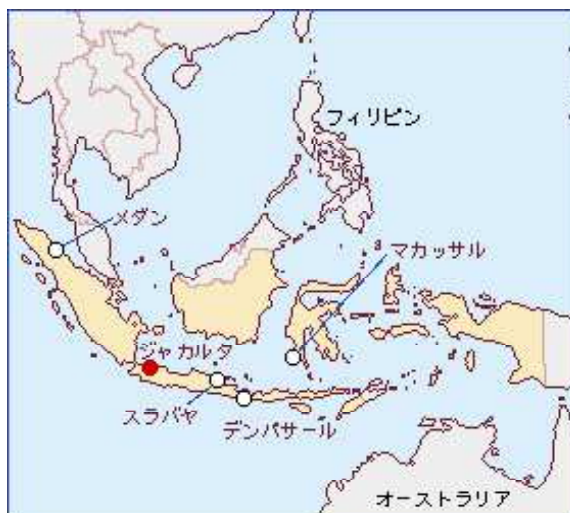 フィリピン
メダン
マカッサル
ジャカルタ
スラバヤ
デンパサール
オーストラリア